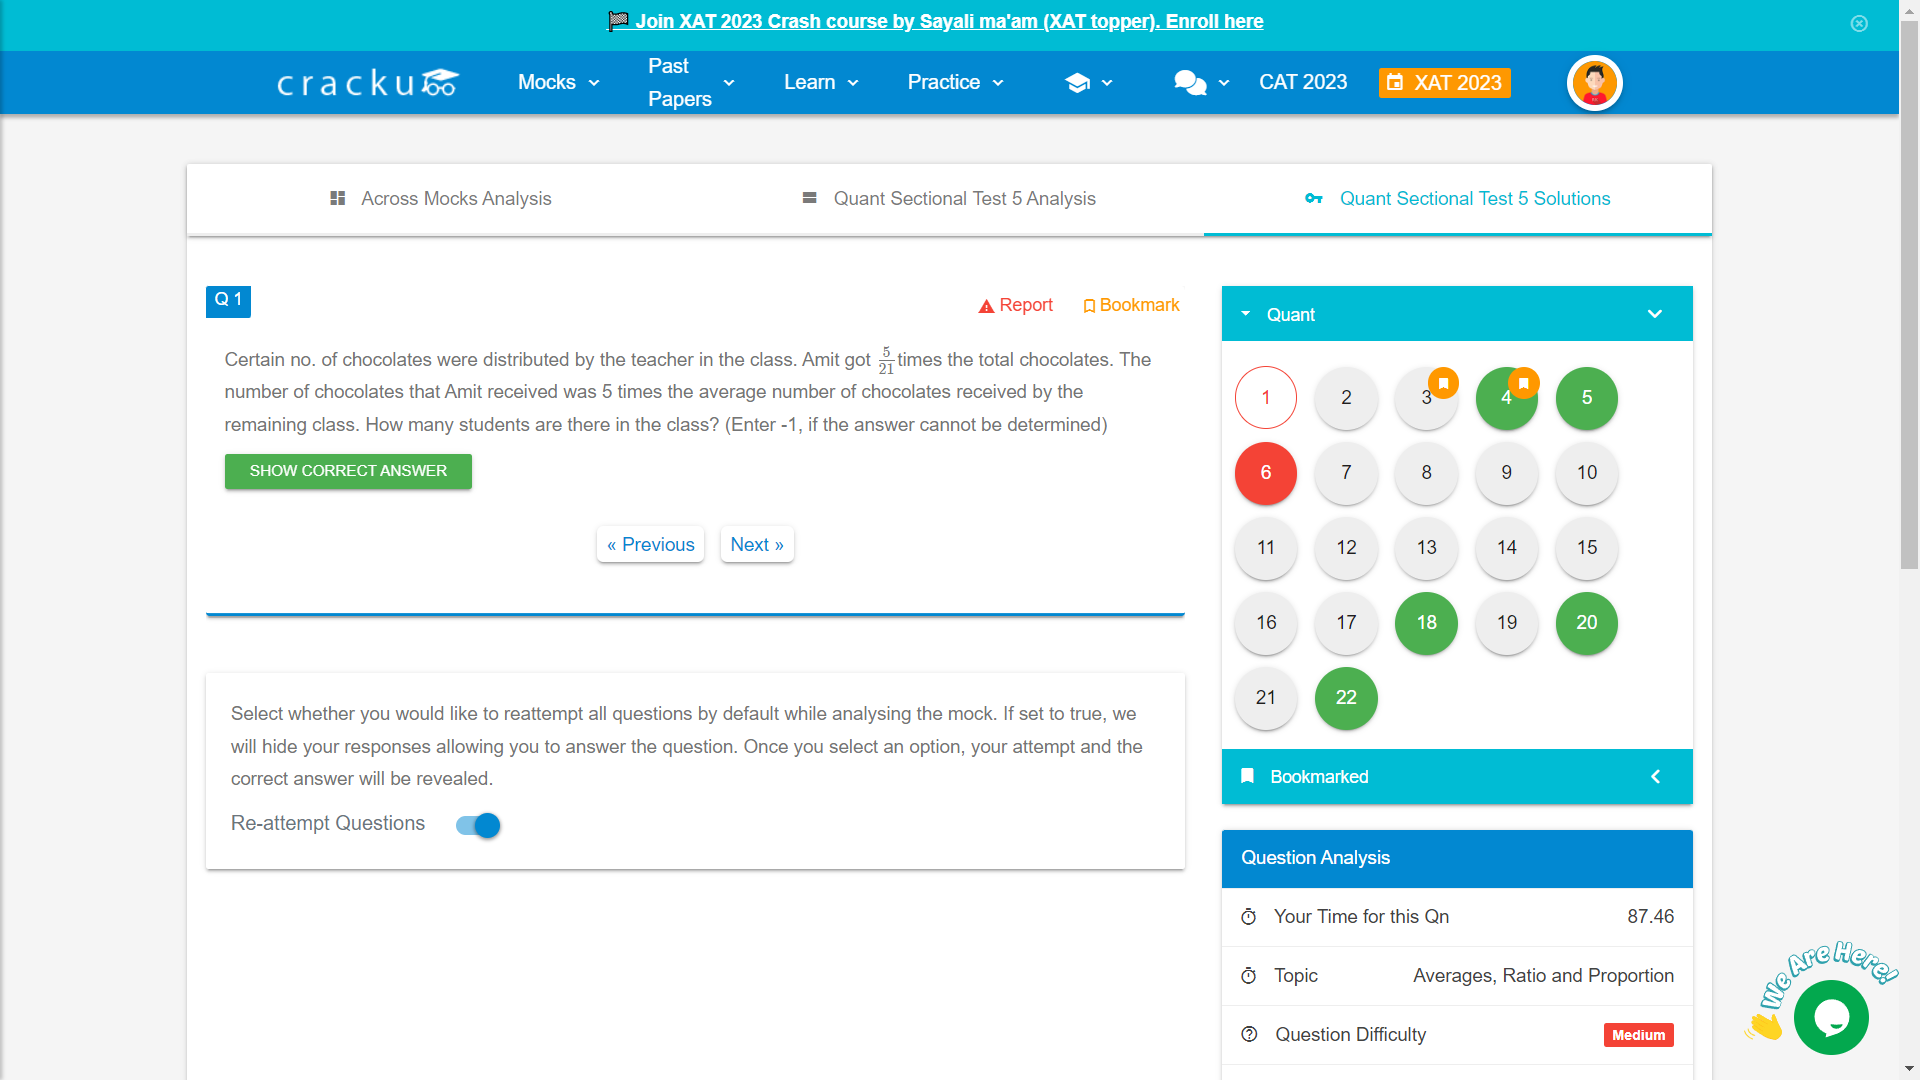 Join XAT 2023 Crash course by Sayali ma'am (XAT topper). Enroll here
cracku
Mocks
Past Papers
Learn
Practice
CAT 2023
XAT 2023
Across Mocks Analysis
Quant Sectional Test 5 Analysis
Quant Sectional Test 5 Solutions
Q 1
Report
Bookmark
Certain no. of chocolates were distributed by the teacher in the class. Amit got 5/21 times the total chocolates. The
number of chocolates that Amit received was 5 times the average number of chocolates received by the
remaining class. How many students are there in the class? (Enter -1, if the answer cannot be determined)
SHOW CORRECT ANSWER
« Previous
Next »
Select whether you would like to reattempt all questions by default while analysing the mock. If set to true, we
will hide your responses allowing you to answer the question. Once you select an option, your attempt and the
correct answer will be revealed.
Re-attempt Questions
Quant
1 2 3 4 5
6 7 8 9 10
11 12 13 14 15
16 17 18 19 20
21 22
Bookmarked
Question Analysis
Your Time for this Qn 87.46
Topic Averages, Ratio and Proportion
Question Difficulty Medium
We Are Here!